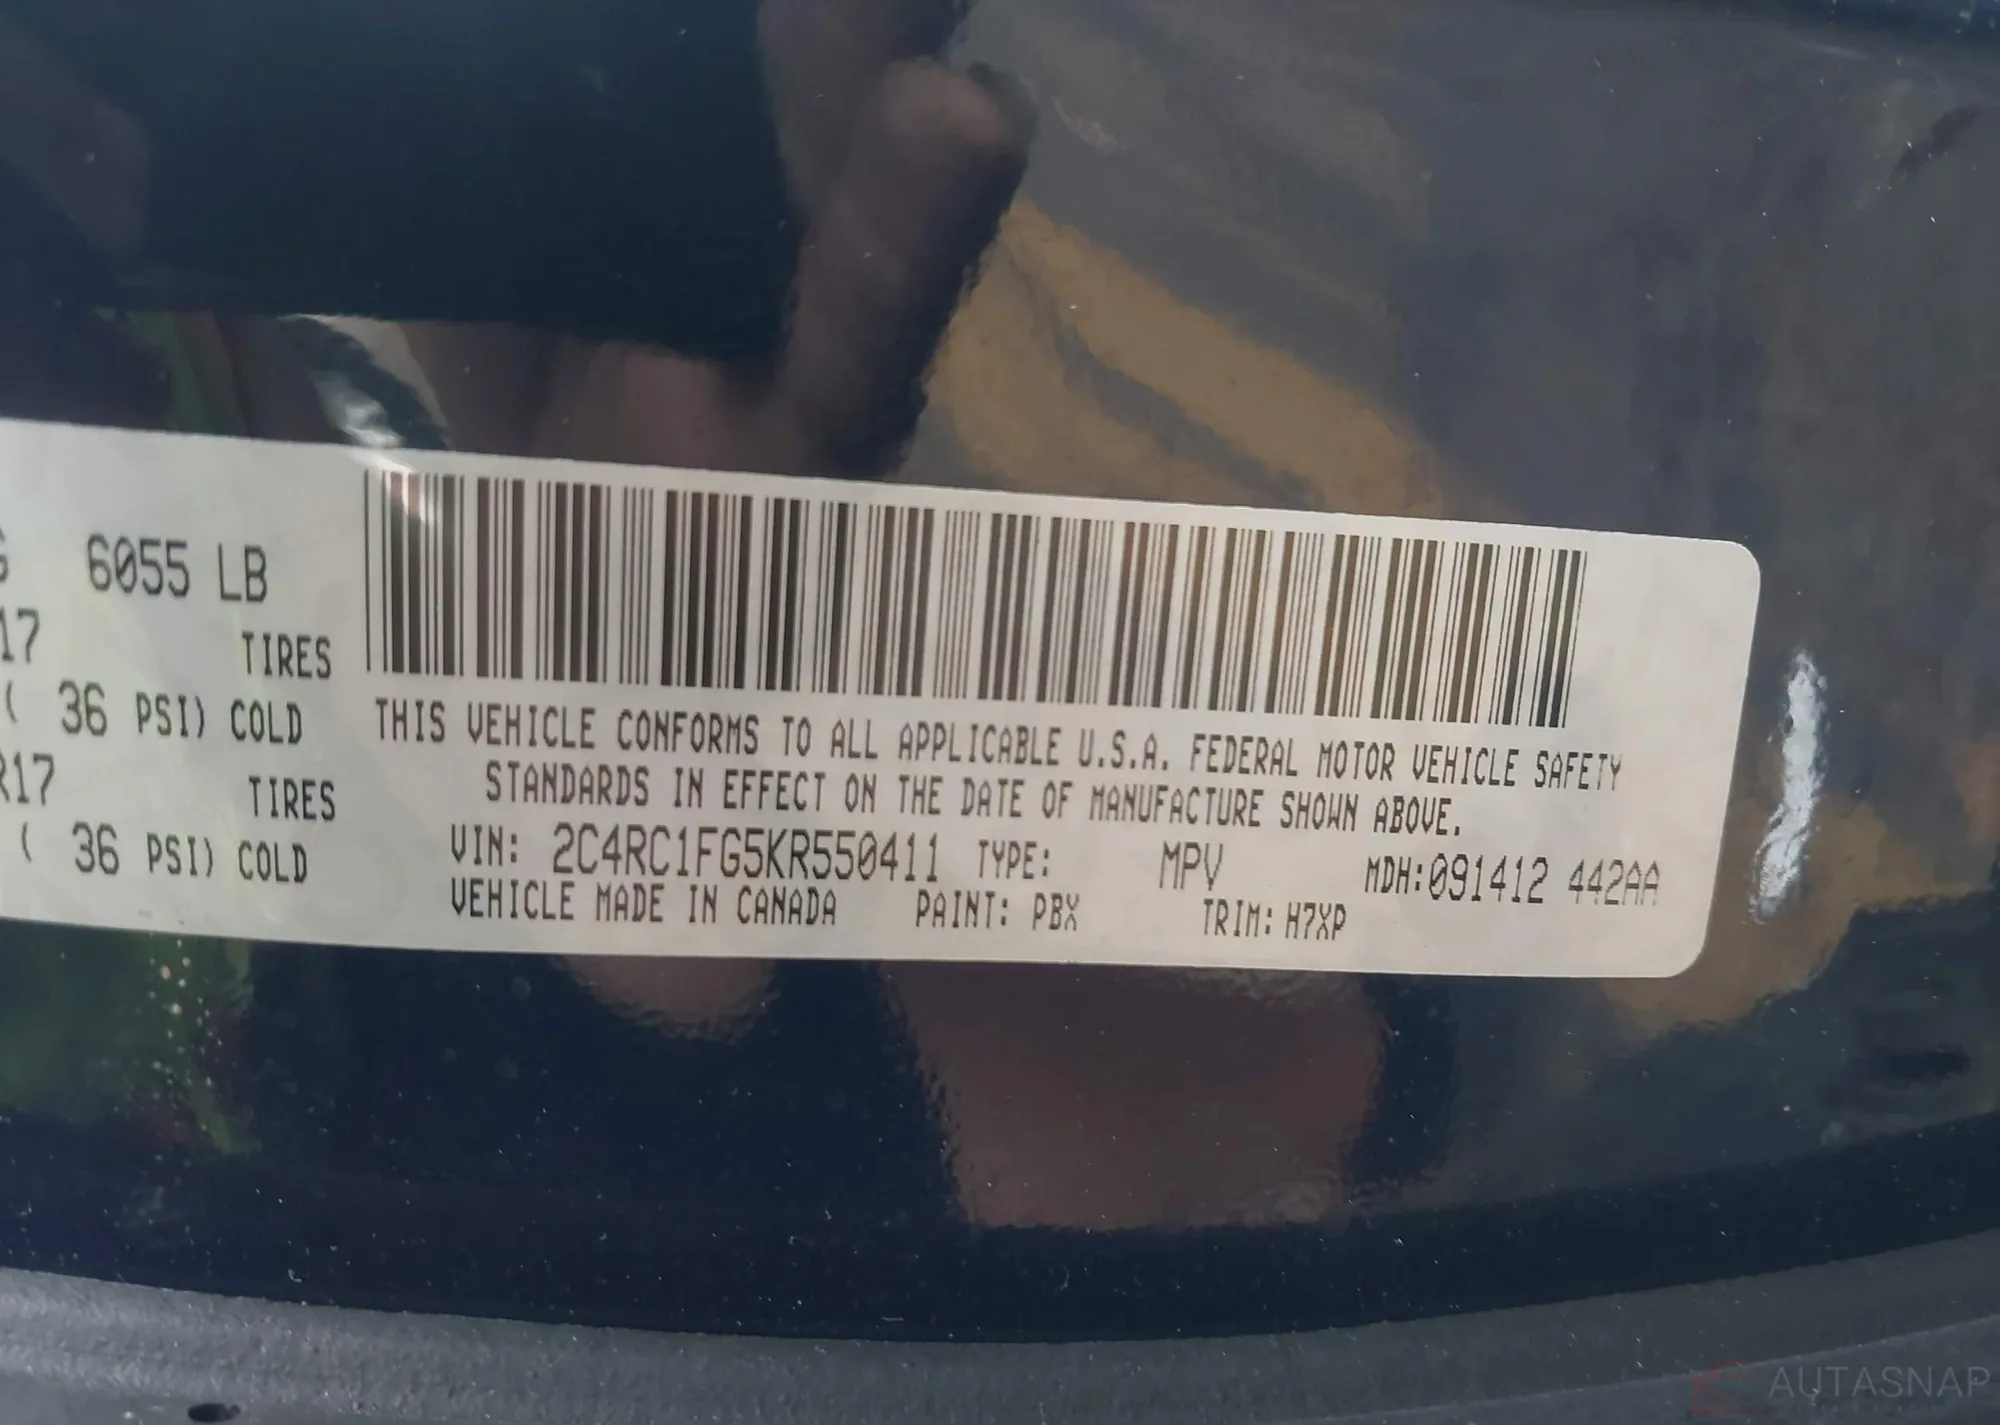 6055 LB
17 TIRES
( 36 PSI) COLD
R17 TIRES
( 36 PSI) COLD
THIS VEHICLE CONFORMS TO ALL APPLICABLE U.S.A. FEDERAL MOTOR VEHICLE SAFETY
STANDARDS IN EFFECT ON THE DATE OF MANUFACTURE SHOWN ABOVE.
VIN: 2C4RC1FG5KR550411 TYPE: MPV MDH:091412 442AA
VEHICLE MADE IN CANADA PAINT: PBX TRIM: H7XP
AUTASNAP